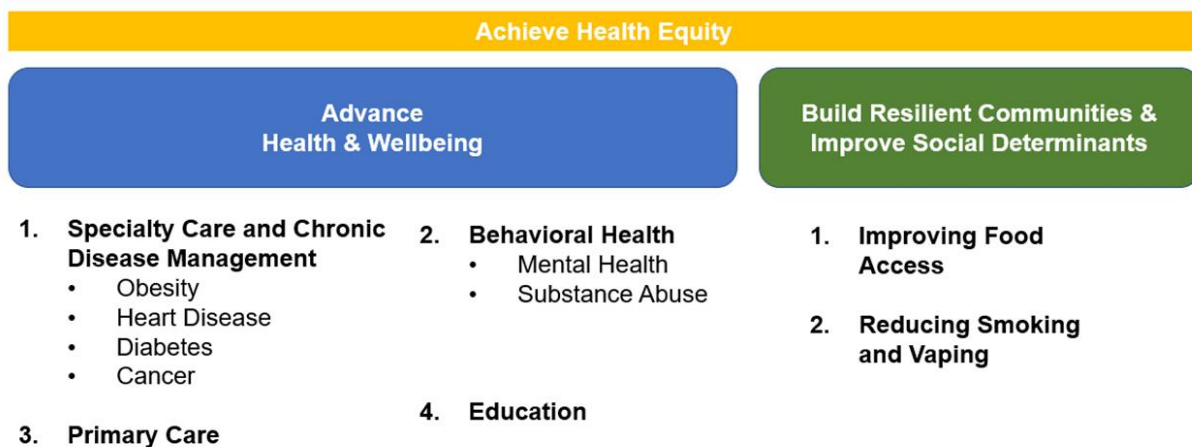 Achieve Health Equity
Advance
Health & Wellbeing
Build Resilient Communities &
Improve Social Determinants
1. Specialty Care and Chronic
Disease Management
• Obesity
• Heart Disease
• Diabetes
• Cancer
2. Behavioral Health
• Mental Health
• Substance Abuse
3. Primary Care
4. Education
1. Improving Food
Access
2. Reducing Smoking
and Vaping